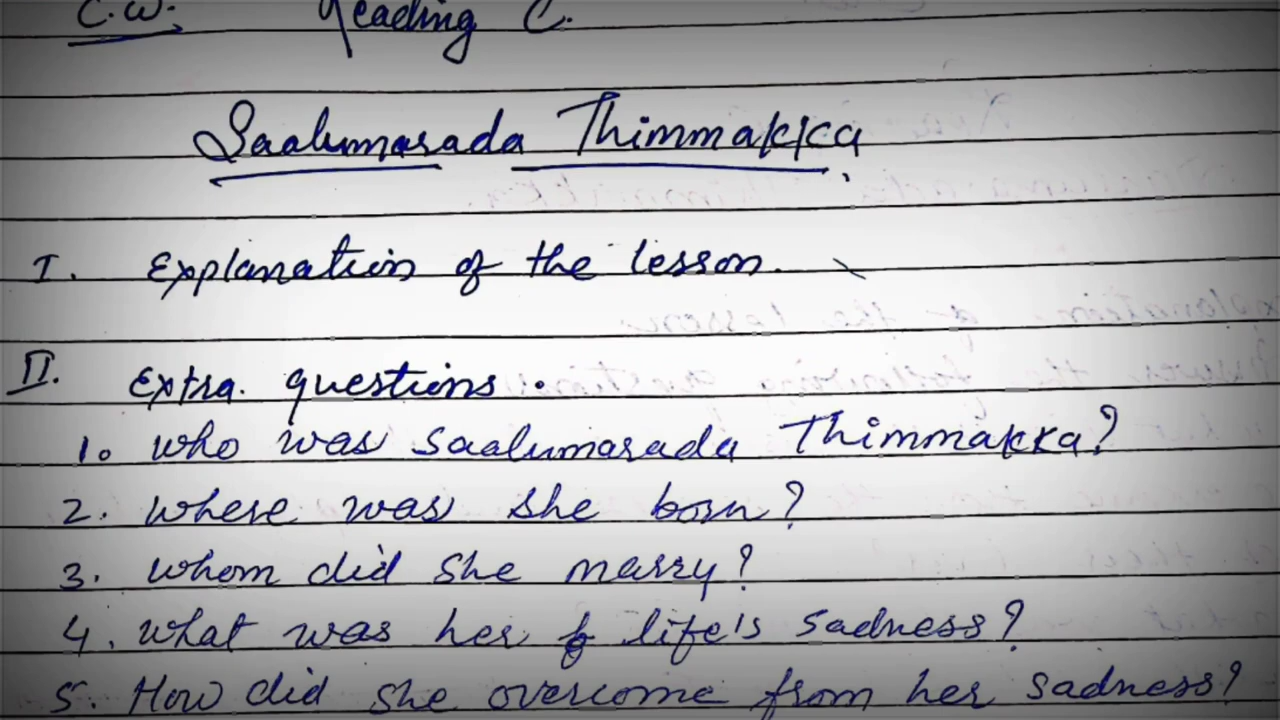 C.W. Reading C.
Saalumarada Thimmakka
I. Explanation of the lesson.
II. Extra. questions.
1. Who was Saalumarada Thimmakka?
2. Where was she born?
3. Whom did she marry?
4. What was her life's sadness?
5. How did she overcome from her sadness?